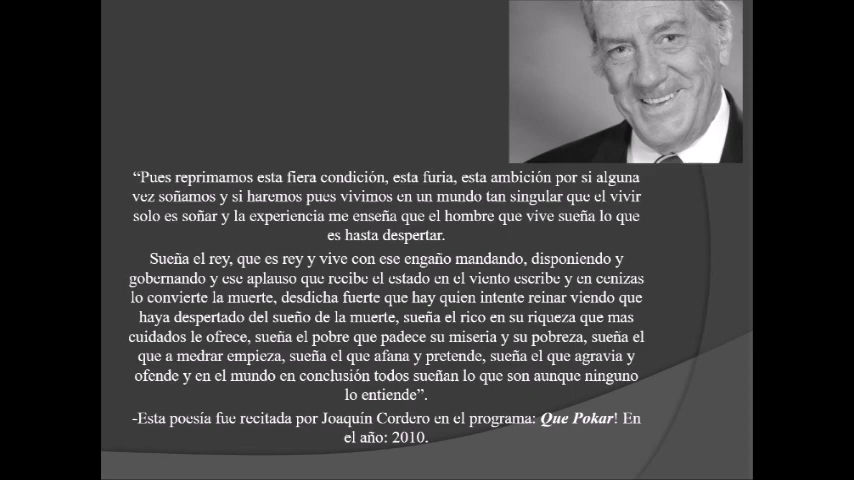 “Pues reprimamos esta fiera condición, esta furia, esta ambición por si alguna
vez soñamos y si haremos pues vivimos en un mundo tan singular que el vivir
solo es soñar y la experiencia me enseña que el hombre que vive sueña lo que
es hasta despertar.
Sueña el rey, que es rey y vive con ese engaño mandando, disponiendo y
gobernando y ese aplauso que recibe el estado en el viento escribe y en cenizas
lo convierte la muerte, desdicha fuerte que hay quien intente reinar viendo que
haya despertado del sueño de la muerte, sueña el rico en su riqueza que mas
cuidados le ofrece, sueña el pobre que padece su miseria y su pobreza, sueña el
que a medrar empieza, sueña el que afana y pretende, sueña el que agravia y
ofende y en el mundo en conclusión todos sueñan lo que son aunque ninguno
lo entiende”.
-Esta poesía fue recitada por Joaquín Cordero en el programa: Que Pokar! En
el año: 2010.